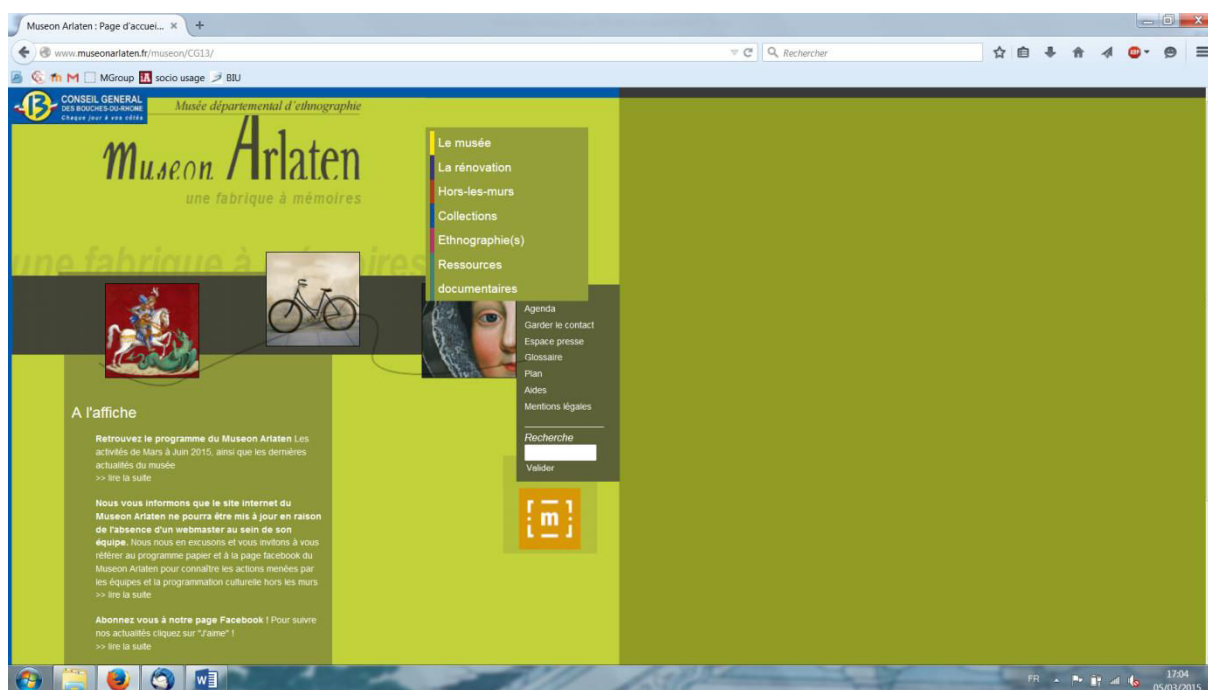 Museon Arlaten : Page d'accuei...
www.museonarlaten.fr/museon/CG13/
Rechercher
MGroup
socio usage
BIU
13
CONSEIL GENERAL
DES BOUCHES-DU-RHONE
Chaque jour à vos côtés
Musée départemental d'ethnographie
Museon Arlaten
une fabrique à mémoires
Le musée
La rénovation
Hors-les-murs
Collections
Ethnographie(s)
Ressources
documentaires
Agenda
Garder le contact
Espace presse
Glossaire
Plan
Aides
Mentions légales
Recherche
Valider
m
A l'affiche
Retrouvez le programme du Museon Arlaten Les
activités de Mars à Juin 2015, ainsi que les dernières
actualités du musée
>> lire la suite
Nous vous informons que le site internet du
Museon Arlaten ne pourra être mis à jour en raison
de l'absence d'un webmaster au sein de son
équipe. Nous nous en excusons et vous invitons à vous
référer au programme papier et à la page facebook du
Museon Arlaten pour connaître les actions menées par
les équipes et la programmation culturelle hors les murs
>> lire la suite
Abonnez vous à notre page Facebook ! Pour suivre
nos actualités cliquez sur "J'aime" !
>> lire la suite
FR
17:04
05/03/2015